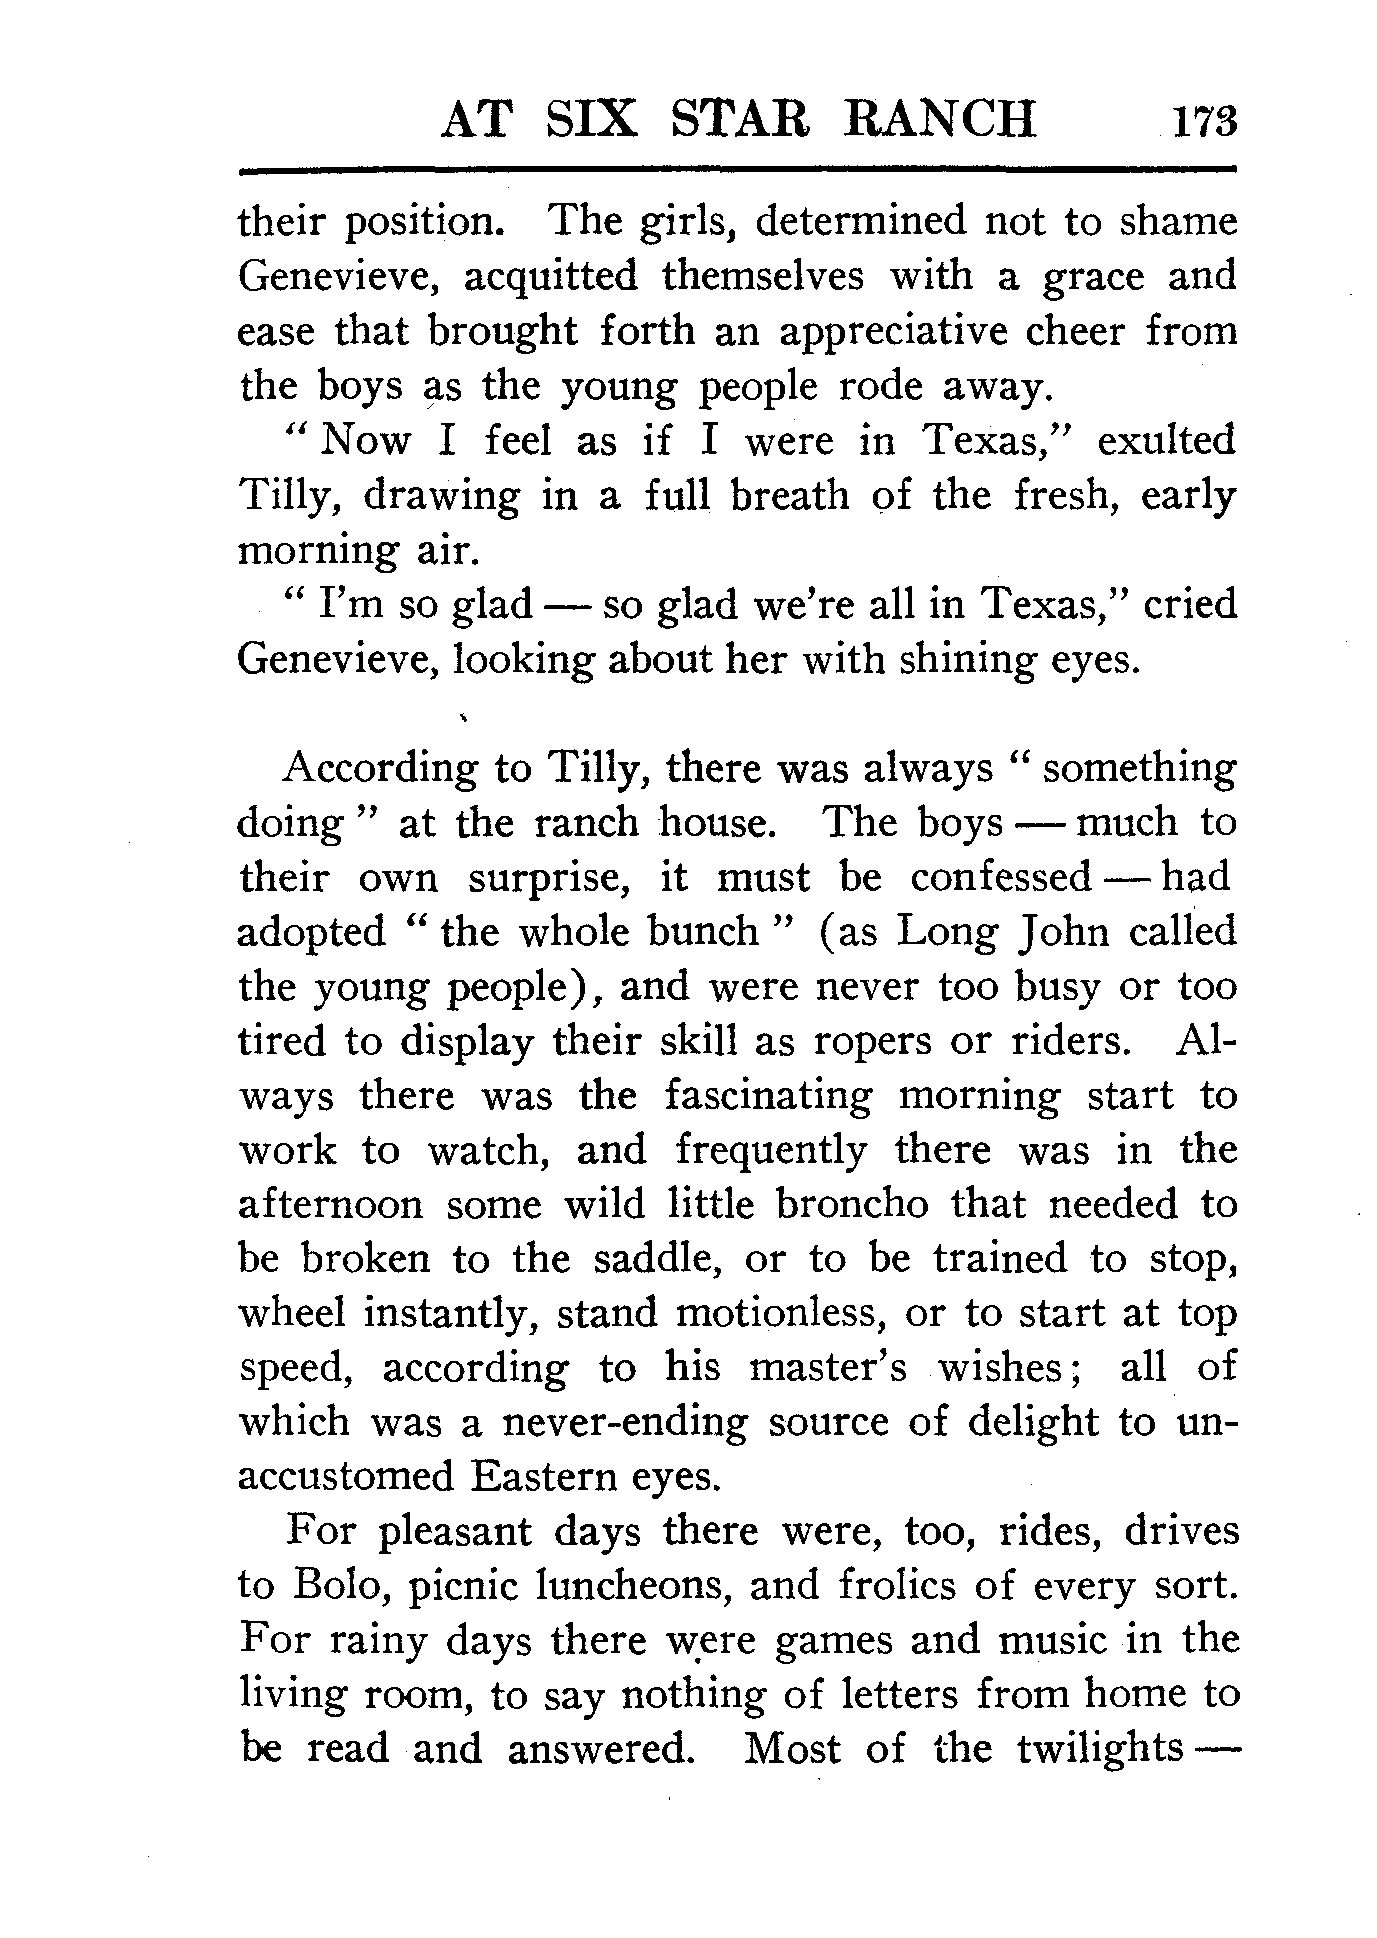 AT SIX STAR RANCH 173
their position. The girls, determined not to shame
Genevieve, acquitted themselves with a grace and
ease that brought forth an appreciative cheer from
the boys as the young people rode away.
" Now I feel as if I were in Texas," exulted
Tilly, drawing in a full breath of the fresh, early
morning air.
" I'm so glad — so glad we're all in Texas," cried
Genevieve, looking about her with shining eyes.
According to Tilly, there was always " something
doing " at the ranch house. The boys — much to
their own surprise, it must be confessed — had
adopted " the whole bunch " (as Long John called
the young people), and were never too busy or too
tired to display their skill as ropers or riders. Al-
ways there was the fascinating morning start to
work to watch, and frequently there was in the
afternoon some wild little broncho that needed to
be broken to the saddle, or to be trained to stop,
wheel instantly, stand motionless, or to start at top
speed, according to his master's wishes; all of
which was a never-ending source of delight to un-
accustomed Eastern eyes.
For pleasant days there were, too, rides, drives
to Bolo, picnic luncheons, and frolics of every sort.
For rainy days there were games and music in the
living room, to say nothing of letters from home to
be read and answered. Most of the twilights —